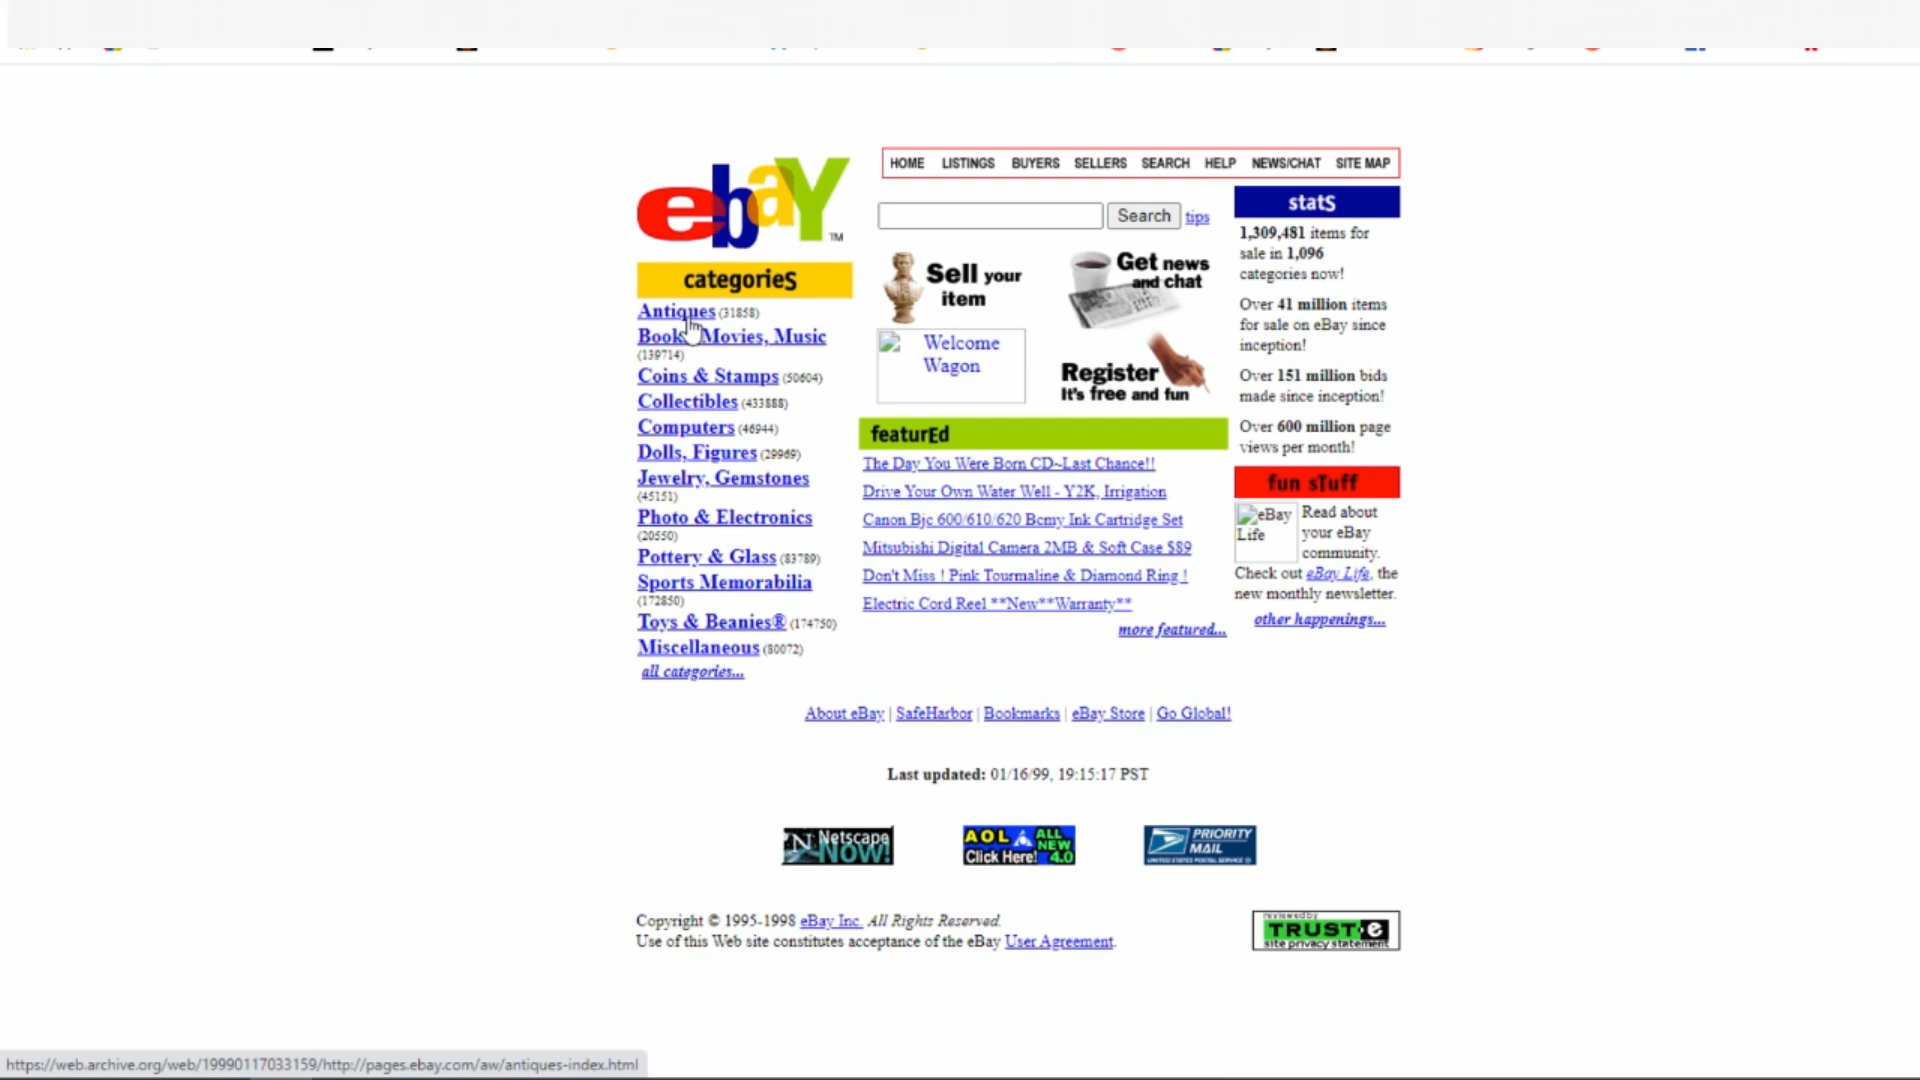 ebaY™
HOME LISTINGS BUYERS SELLERS SEARCH HELP NEWS/CHAT SITE MAP
Search tips
categorieS
Antiques (31858)
Books, Movies, Music
(139714)
Coins & Stamps (50604)
Collectibles (433888)
Computers (46944)
Dolls, Figures (29969)
Jewelry, Gemstones
(45151)
Photo & Electronics
(20550)
Pottery & Glass (83789)
Sports Memorabilia
(172850)
Toys & Beanies® (174750)
Miscellaneous (80072)
all categories...
Sell your
item
Get news
and chat
Welcome
Wagon
Register
It's free and fun
featurEd
The Day You Were Born CD~Last Chance!!
Drive Your Own Water Well - Y2K, Irrigation
Canon Bjc 600/610/620 Bcmy Ink Cartridge Set
Mitsubishi Digital Camera 2MB & Soft Case $89
Don't Miss ! Pink Tourmaline & Diamond Ring !
Electric Cord Reel **New**Warranty**
more featured...
statS
1,309,481 items for
sale in 1,096
categories now!
Over 41 million items
for sale on eBay since
inception!
Over 151 million bids
made since inception!
Over 600 million page
views per month!
fun sTuff
eBay
Life
Read about
your eBay
community.
Check out eBay Life, the
new monthly newsletter.
other happenings...
About eBay | SafeHarbor | Bookmarks | eBay Store | Go Global!
Last updated: 01/16/99, 19:15:17 PST
N Netscape
NOW!
AOL ALL
NEW
Click Here! 4.0
PRIORITY
MAIL
UNITED STATES POSTAL SERVICE
Copyright © 1995-1998 eBay Inc. All Rights Reserved.
Use of this Web site constitutes acceptance of the eBay User Agreement.
reviewed by
TRUSTe
site privacy statement
https://web.archive.org/web/19990117033159/http://pages.ebay.com/aw/antiques-index.html